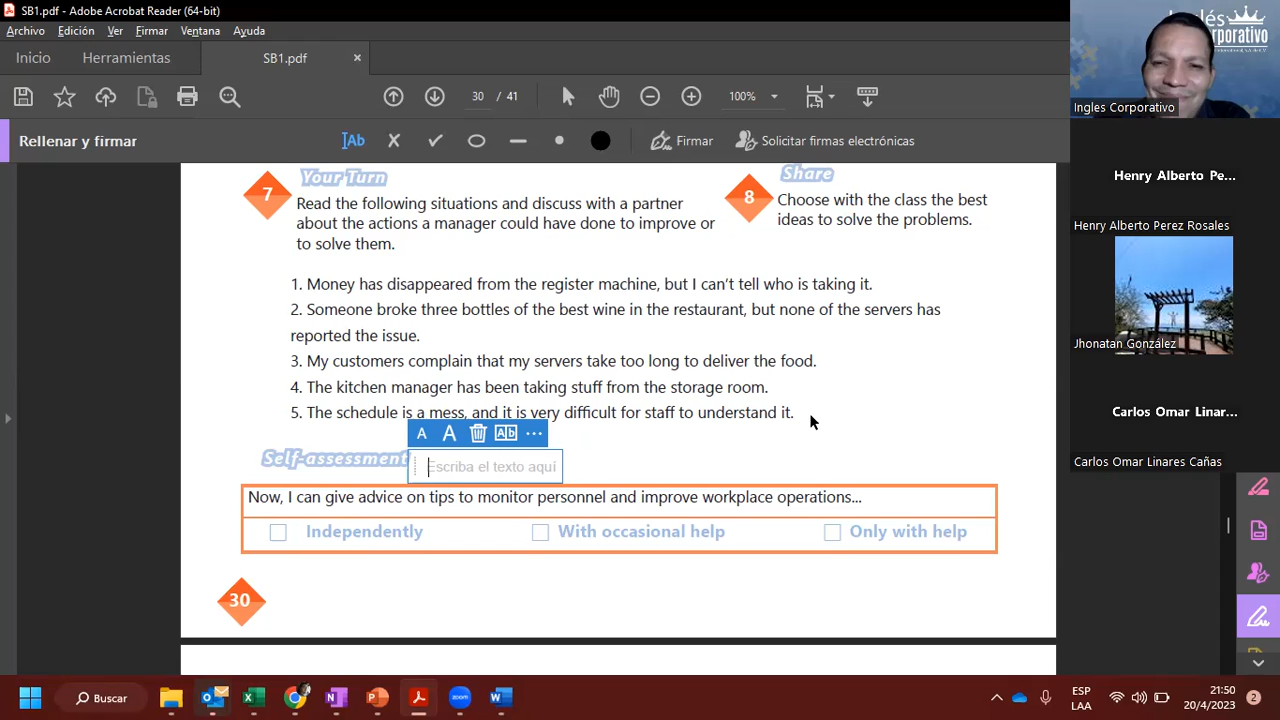 SB1.pdf - Adobe Acrobat Reader (64-bit)
Archivo Edición Ver Firmar Ventana Ayuda
Inicio Herramientas SB1.pdf ×
30 / 41 100%
Rellenar y firmar Ab Firmar Solicitar firmas electrónicas
7 Your Turn
Read the following situations and discuss with a partner
about the actions a manager could have done to improve or
to solve them.
8 Share
Choose with the class the best
ideas to solve the problems.
1. Money has disappeared from the register machine, but I can't tell who is taking it.
2. Someone broke three bottles of the best wine in the restaurant, but none of the servers has
reported the issue.
3. My customers complain that my servers take too long to deliver the food.
4. The kitchen manager has been taking stuff from the storage room.
5. The schedule is a mess, and it is very difficult for staff to understand it.
A A Ab ...
Self-assessment
Escriba el texto aquí
Now, I can give advice on tips to monitor personnel and improve workplace operations...
Independently With occasional help Only with help
30
Inglés
Corporativo
Ingles Corporativo
Henry Alberto Pe...
Henry Alberto Perez Rosales
Jhonatan González
Carlos Omar Linar...
Carlos Omar Linares Cañas
Buscar
ESP
LAA
21:50
20/4/2023
2